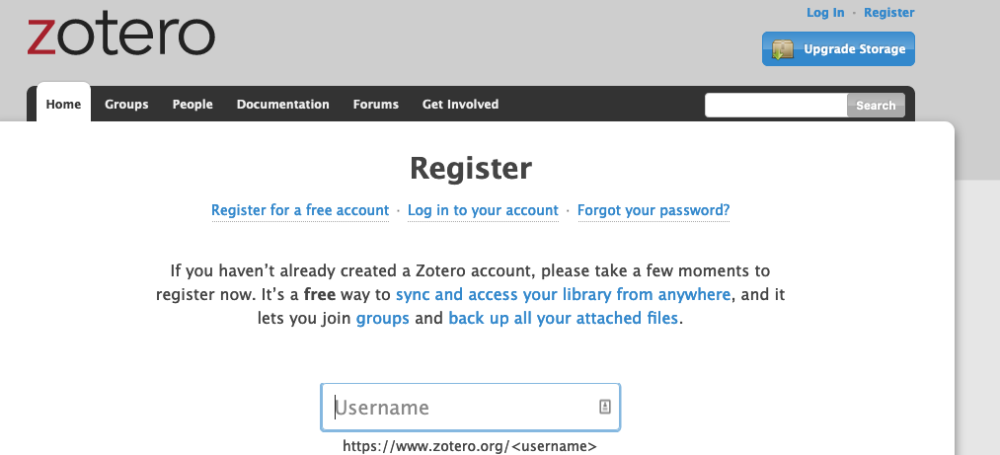 zotero
Log In · Register
Upgrade Storage
Home Groups People Documentation Forums Get Involved
Search
Register
Register for a free account · Log in to your account · Forgot your password?
If you haven’t already created a Zotero account, please take a few moments to
register now. It’s a free way to sync and access your library from anywhere, and it
lets you join groups and back up all your attached files.
Username
https://www.zotero.org/<username>